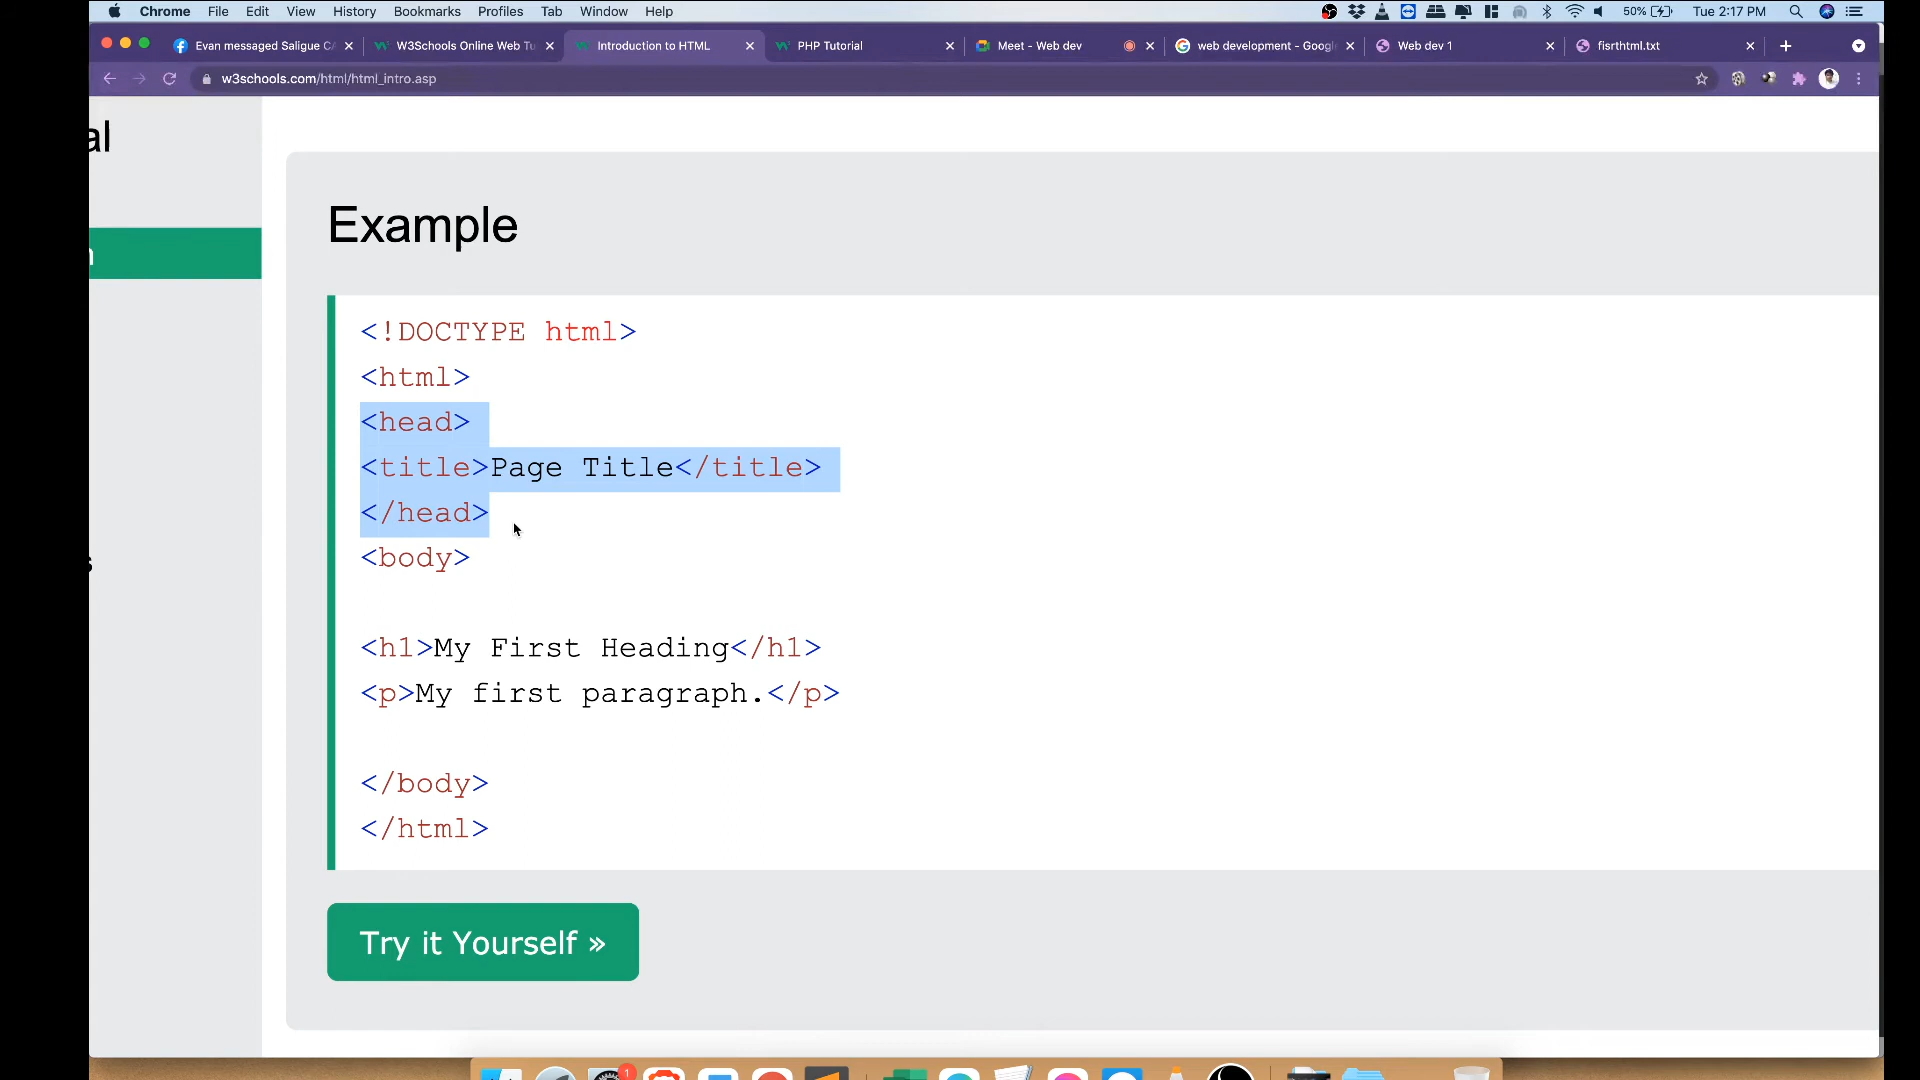 Chrome File Edit View History Bookmarks Profiles Tab Window Help 50% Tue 2:17 PM
Evan messaged Saligue CA W3Schools Online Web Tu Introduction to HTML PHP Tutorial Meet - Web dev web development - Google Web dev 1 fisrthtml.txt
w3schools.com/html/html_intro.asp
al
Example
<!DOCTYPE html>
<html>
<head>
<title>Page Title</title>
</head>
<body>
<h1>My First Heading</h1>
<p>My first paragraph.</p>
</body>
</html>
Try it Yourself »
1